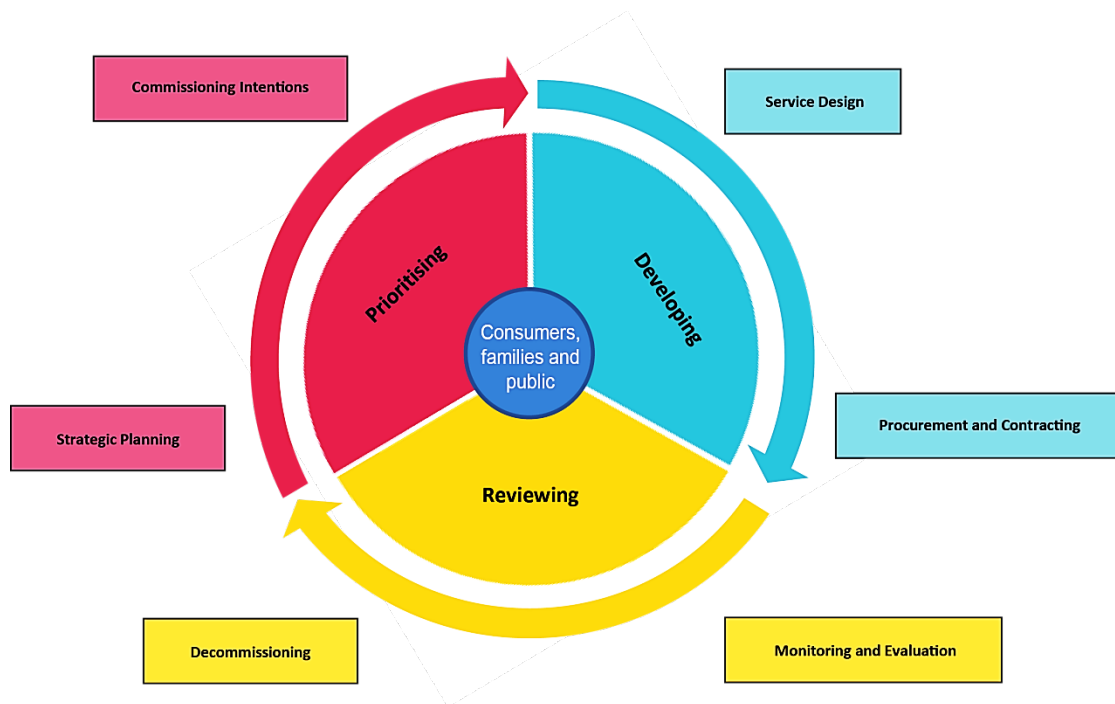 Commissioning Intentions
Service Design
Prioritising
Developing
Consumers,
families and
public
Strategic Planning
Procurement and Contracting
Reviewing
Decommissioning
Monitoring and Evaluation